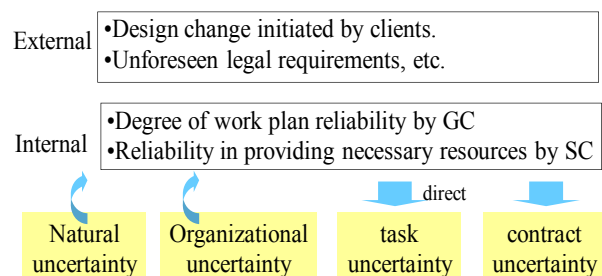 External
•Design change initiated by clients.
•Unforeseen legal requirements, etc.
Internal
•Degree of work plan reliability by GC
•Reliability in providing necessary resources by SC
direct
Natural
uncertainty
Organizational
uncertainty
task
uncertainty
contract
uncertainty